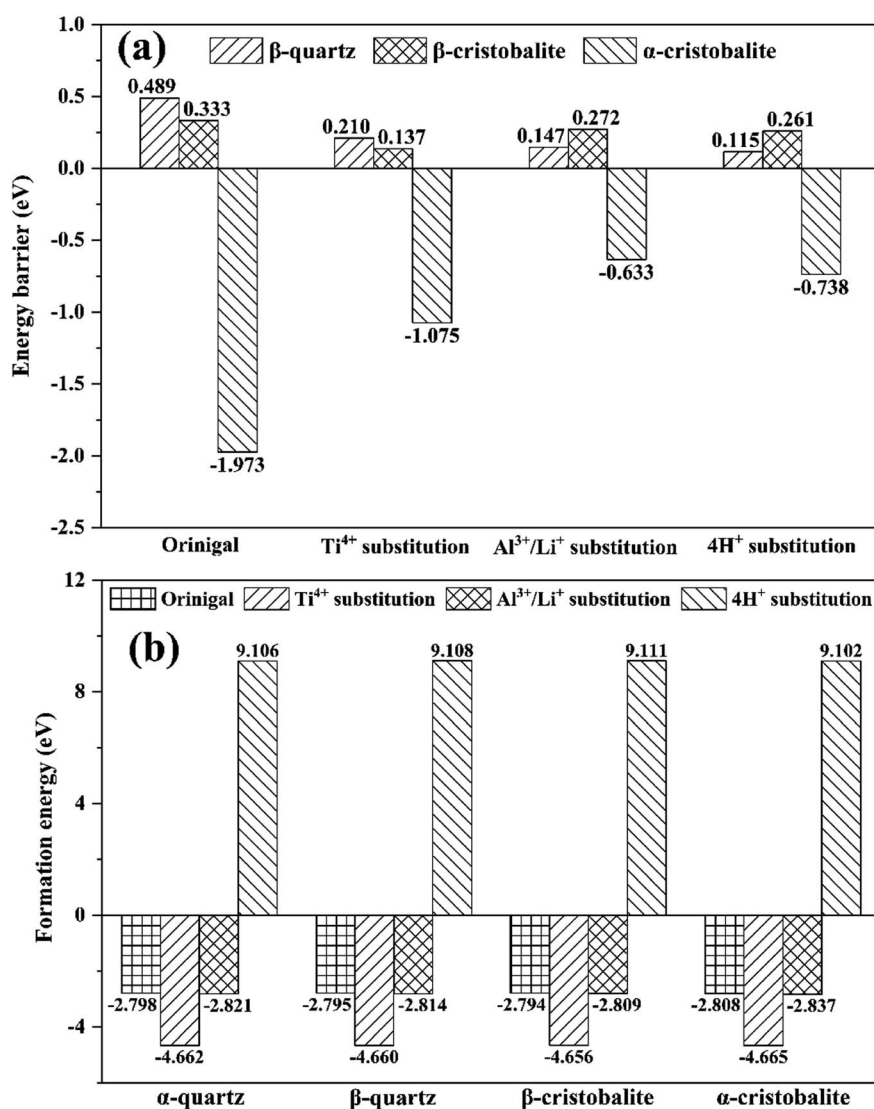 (a)
β-quartz β-cristobalite α-cristobalite
1.0
0.5
0.0
-0.5
-1.0
-1.5
-2.0
-2.5
Energy barrier (eV)
0.489
0.333
-1.973
0.210
0.137
-1.075
0.147
0.272
-0.633
0.115
0.261
-0.738
Orinigal Ti⁴⁺ substitution Al³⁺/Li⁺ substitution 4H⁺ substitution
Orinigal Ti⁴⁺ substitution Al³⁺/Li⁺ substitution 4H⁺ substitution
(b)
12
8
4
0
-4
Formation energy (eV)
9.106 9.108 9.111 9.102
-2.798 -2.821 -2.795 -2.814 -2.794 -2.809 -2.808 -2.837
-4.662 -4.660 -4.656 -4.665
α-quartz β-quartz β-cristobalite α-cristobalite